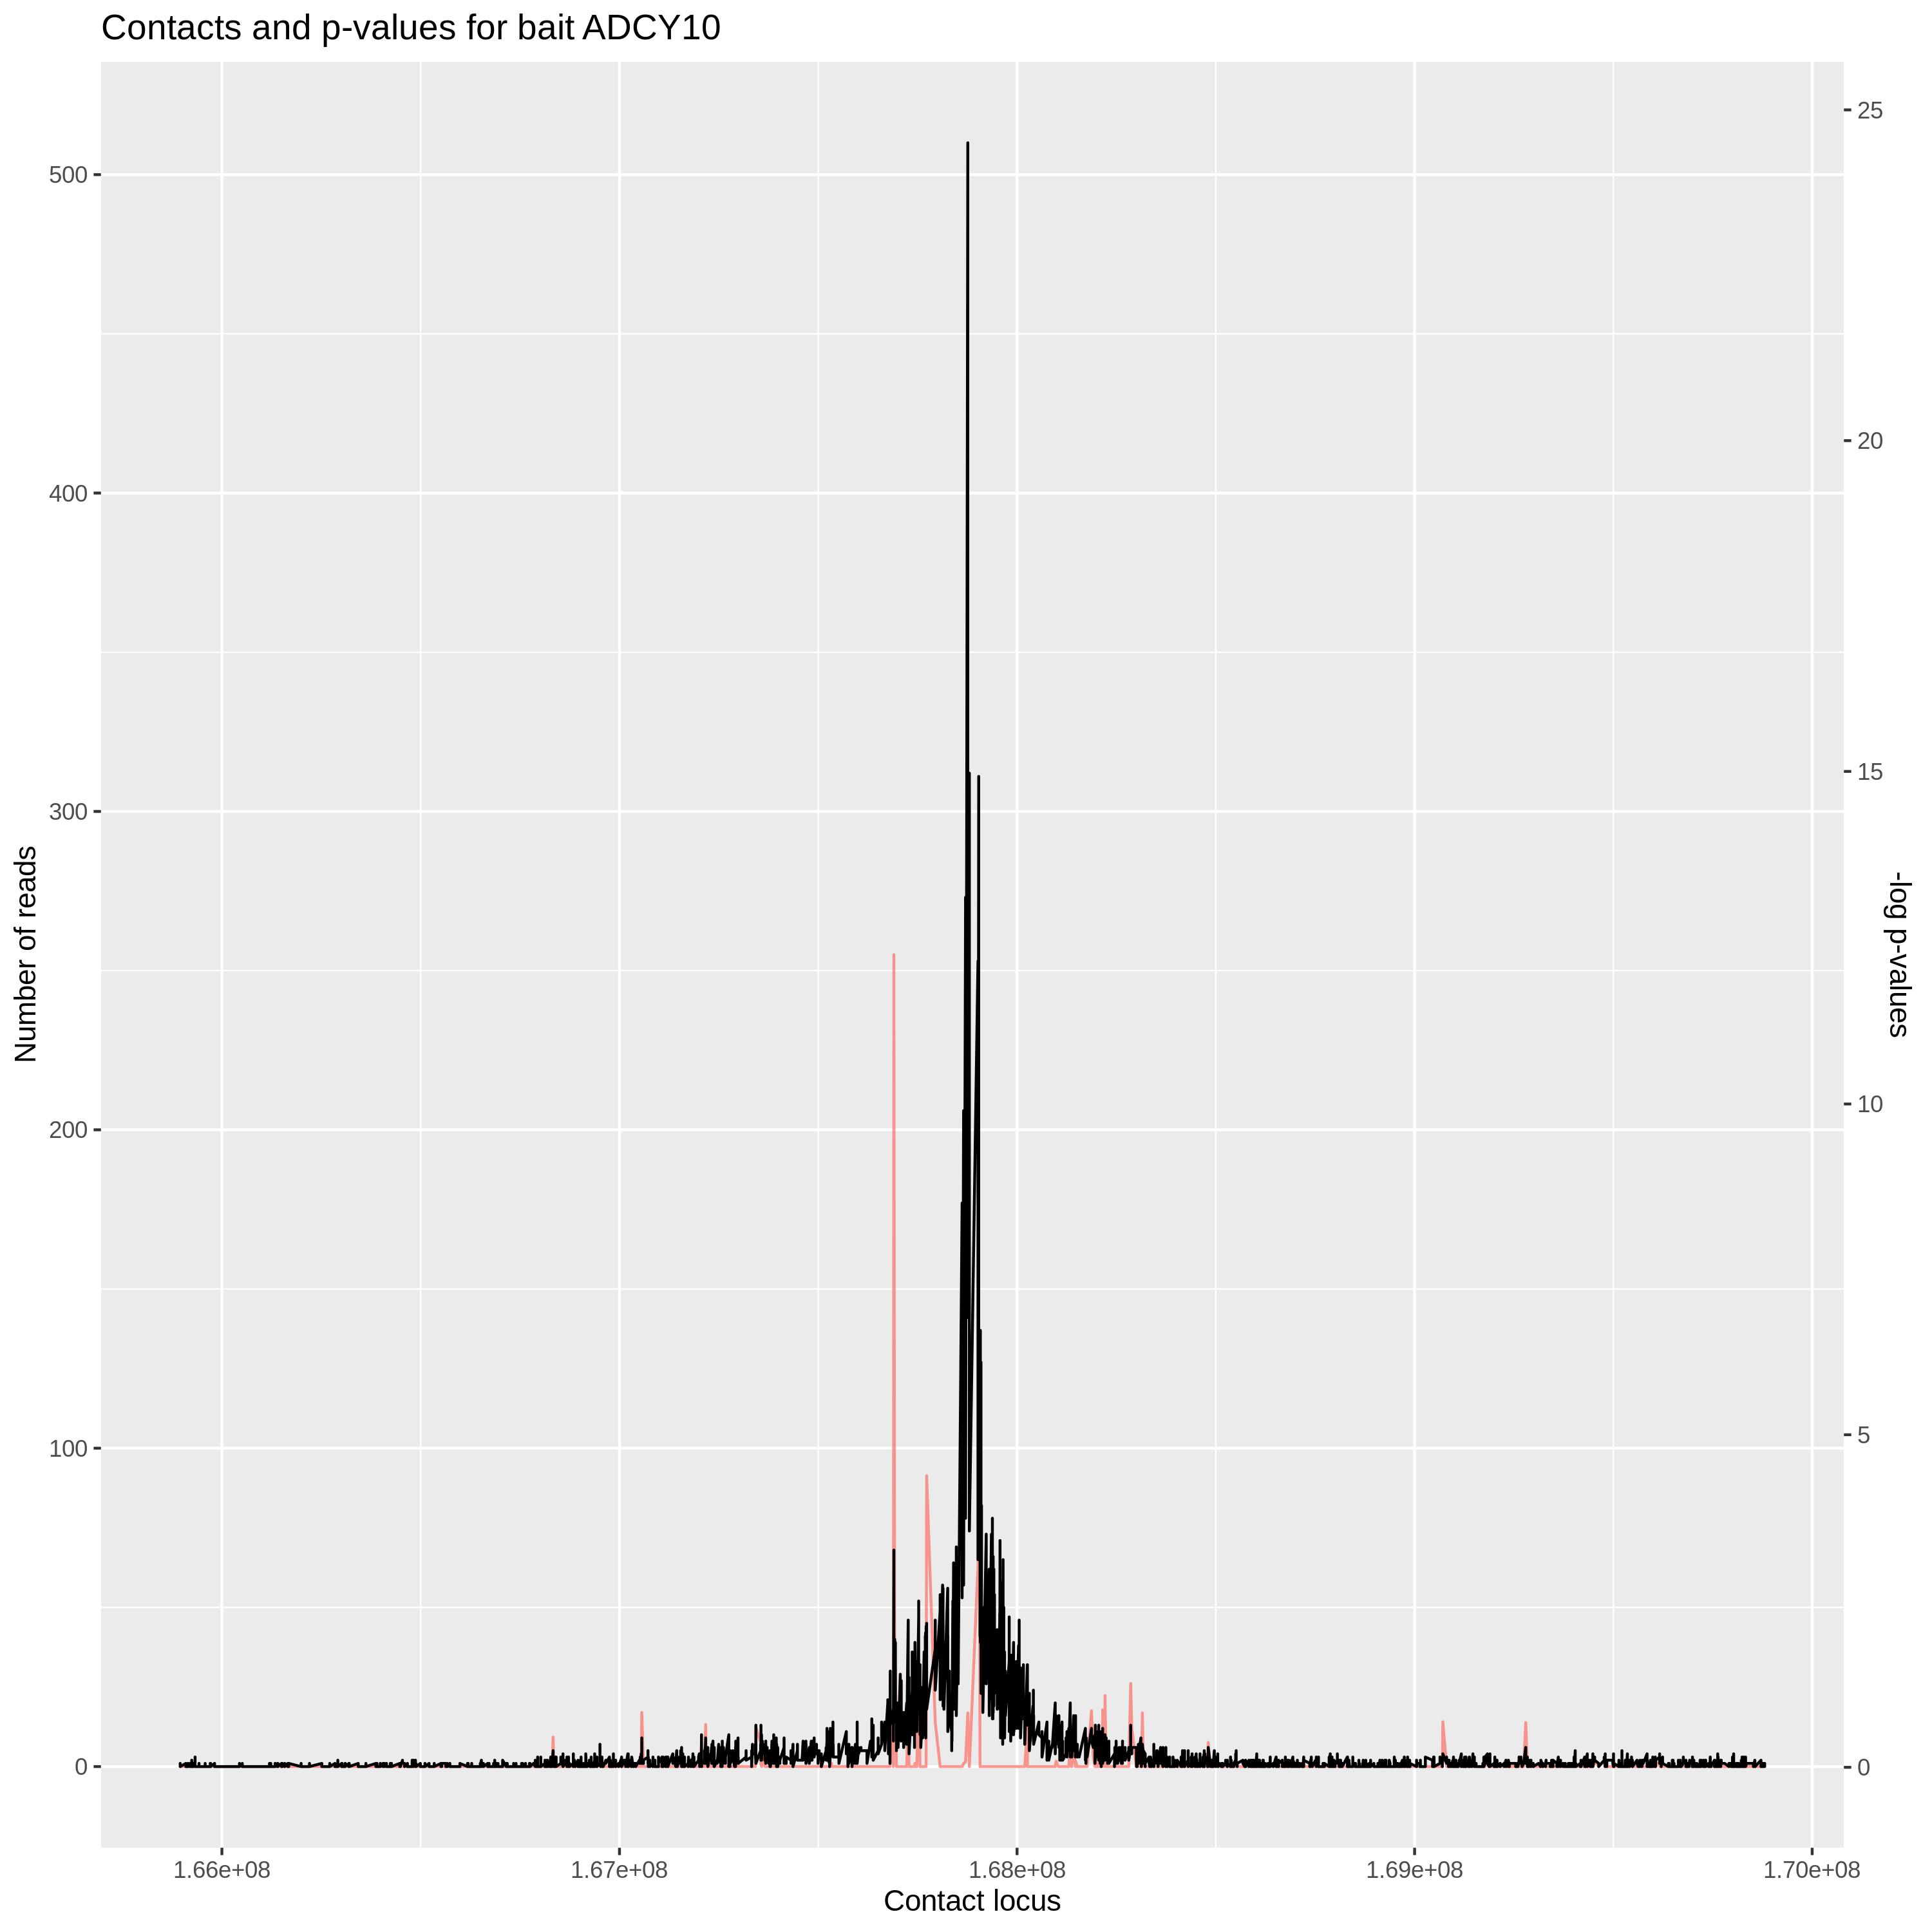 Contacts and p-values for bait ADCY10
500
400
300
200
100
0
Number of reads
25
20
15
10
5
0
-log p-values
1.66e+08
1.67e+08
1.68e+08
1.69e+08
1.70e+08
Contact locus